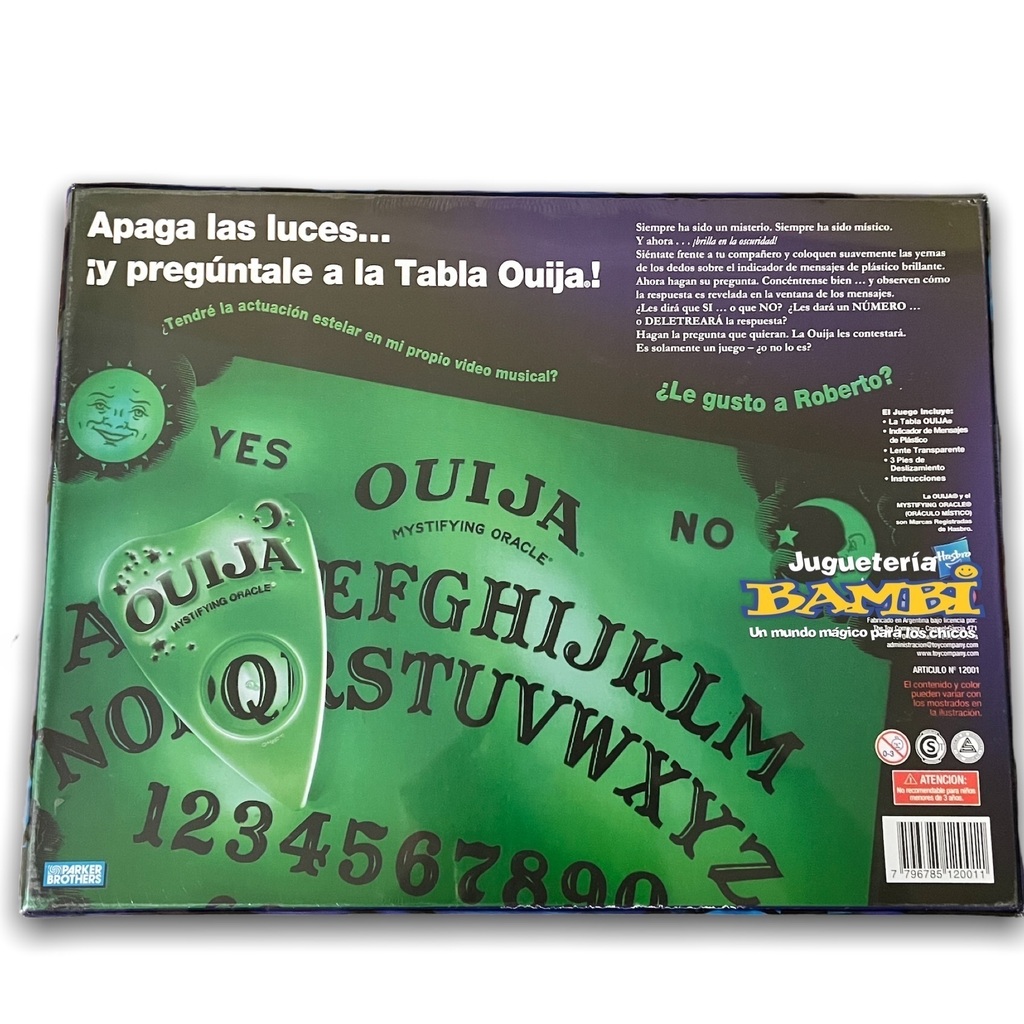 Apaga las luces...
¡y pregúntale a la Tabla Ouija®!
¿Tendré la actuación estelar en mi propio video musical?
Siempre ha sido un misterio. Siempre ha sido místico.
Y ahora . . . ¡brilla en la oscuridad!
Siéntate frente a tu compañero y coloquen suavemente las yemas
de los dedos sobre el indicador de mensajes de plástico brillante.
Ahora hagan su pregunta. Concéntrense bien ... y observen cómo
la respuesta es revelada en la ventana de los mensajes.
¿Les dirá que SI ... o que NO? ¿Les dará un NÚMERO ...
o DELETREARÁ la respuesta?
Hagan la pregunta que quieran. La Ouija les contestará.
Es solamente un juego – ¿o no lo es?
¿Le gusto a Roberto?
El Juego Incluye:
• La Tabla OUIJA®
• Indicador de Mensajes
de Plástico
• Lente Transparente
• 3 Pies de
Deslizamiento
• Instrucciones
La OUIJA® y el
MYSTIFYING ORACLE®
(ORÁCULO MÍSTICO)
son Marcas Registradas
de Hasbro.
YES
OUIJA®
MYSTIFYING ORACLE®
NO
OUIJA
MYSTIFYING ORACLE
A EFGHIJKLM
NO Q RSTUVWXYZ
1234567890
Hasbro
Juguetería
BAMBI
Un mundo mágico para los chicos.
Fabricado en Argentina bajo licencia por:
The Toy Company
administracion@toycompany.com
www.toycompany.com
ARTICULO Nº 12001
El contenido y color
pueden variar con
los mostrados en
la ilustración.
0-3
S
ATENCION:
No recomendable para niños
menores de 3 años.
7 796785 120011
PARKER
BROTHERS